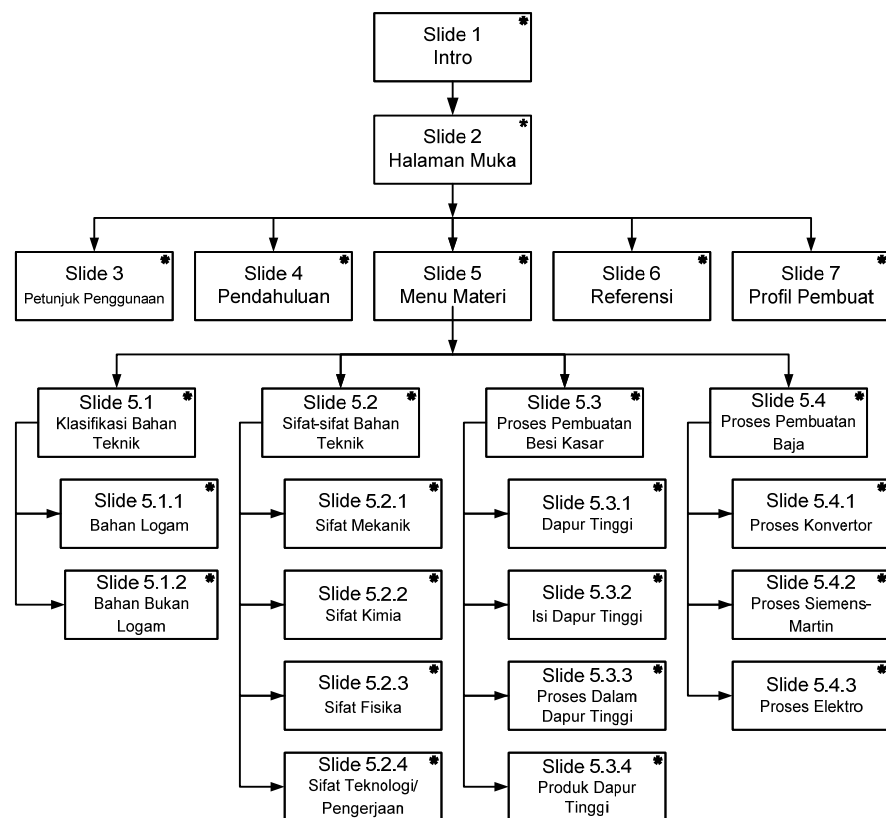 Slide 1
Intro
*
Slide 2
Halaman Muka
*
Slide 3
Petunjuk Penggunaan
*
Slide 4
Pendahuluan
*
Slide 5
Menu Materi
*
Slide 6
Referensi
*
Slide 7
Profil Pembuat
*
Slide 5.1
Klasifikasi Bahan
Teknik
*
Slide 5.2
Sifat-sifat Bahan
Teknik
*
Slide 5.3
Proses Pembuatan
Besi Kasar
*
Slide 5.4
Proses Pembuatan
Baja
*
Slide 5.1.1
Bahan Logam
*
Slide 5.2.1
Sifat Mekanik
*
Slide 5.3.1
Dapur Tinggi
*
Slide 5.4.1
Proses Konvertor
*
Slide 5.1.2
Bahan Bukan
Logam
*
Slide 5.2.2
Sifat Kimia
*
Slide 5.3.2
Isi Dapur Tinggi
*
Slide 5.4.2
Proses Siemens-
Martin
*
Slide 5.2.3
Sifat Fisika
*
Slide 5.3.3
Proses Dalam
Dapur Tinggi
*
Slide 5.4.3
Proses Elektro
*
Slide 5.2.4
Sifat Teknologi/
Pengerjaan
*
Slide 5.3.4
Produk Dapur
Tinggi
*